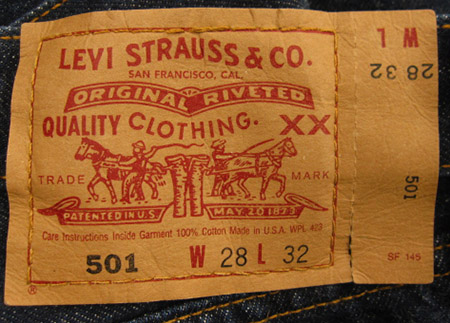 LEVI STRAUSS & CO.
SAN FRANCISCO, CAL.
ORIGINAL RIVETED
QUALITY CLOTHING. XX
TRADE MARK
PATENTED IN U.S. MAY 20 1873
Care Instructions Inside Garment 100% Cotton Made in U.S.A. WPL 423
501 W 28 L 32
®
W L
28 32
501
SF 145